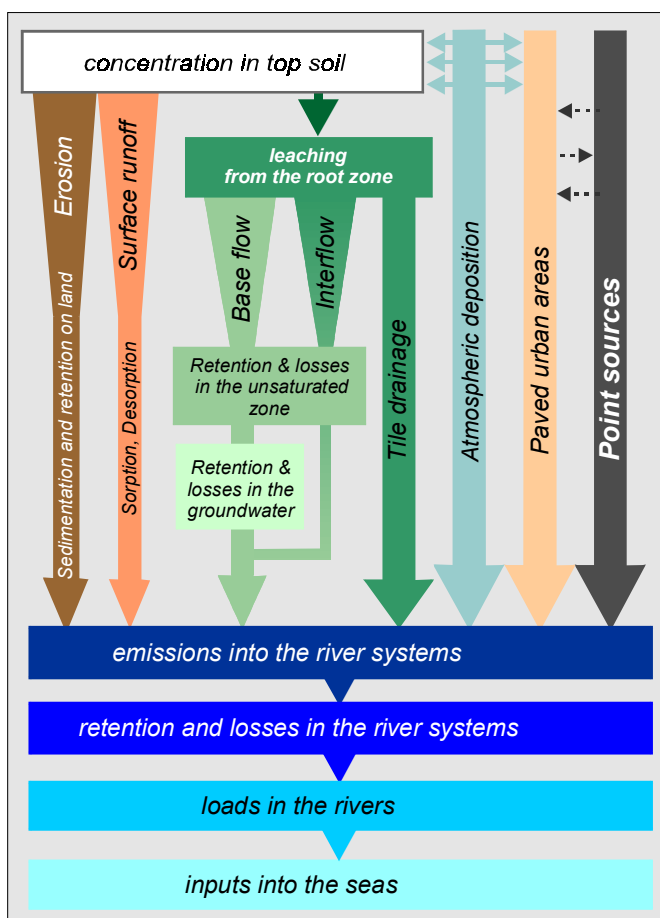 concentration in top soil
leaching
from the root zone
Erosion
Sedimentation and retention on land
Surface runoff
Sorption, Desorption
Base flow
Interflow
Retention & losses
in the unsaturated
zone
Retention &
losses in the
groundwater
Tile drainage
Atmospheric deposition
Paved urban areas
Point sources
emissions into the river systems
retention and losses in the river systems
loads in the rivers
inputs into the seas